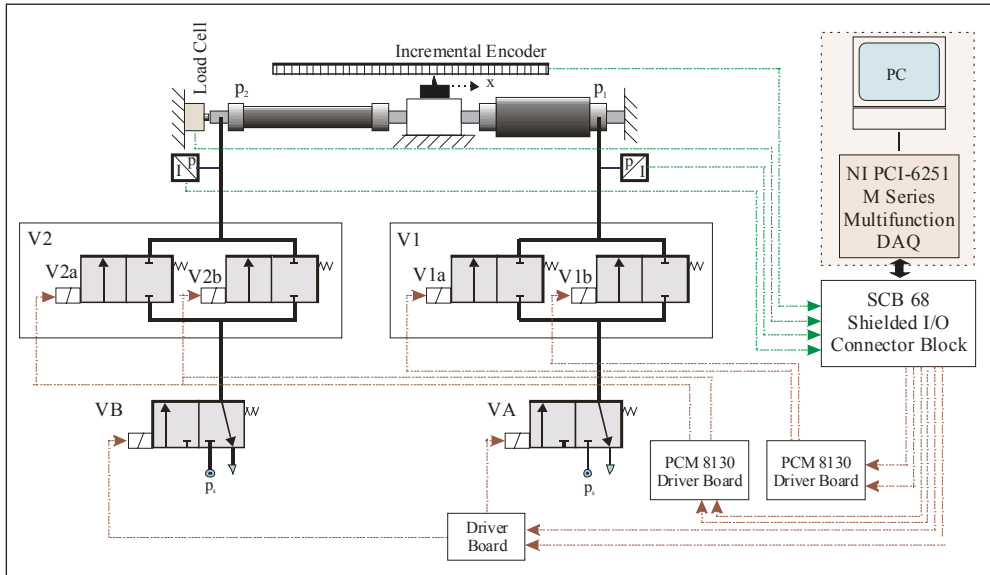 Load Cell
Incremental Encoder
x
p2
p1
PC
p
I
p
I
NI PCI-6251
M Series
Multifunction
DAQ
V2
V2a
V2b
V1
V1a
V1b
SCB 68
Shielded I/O
Connector Block
VB
VA
ps
ps
PCM 8130
Driver Board
PCM 8130
Driver Board
Driver
Board